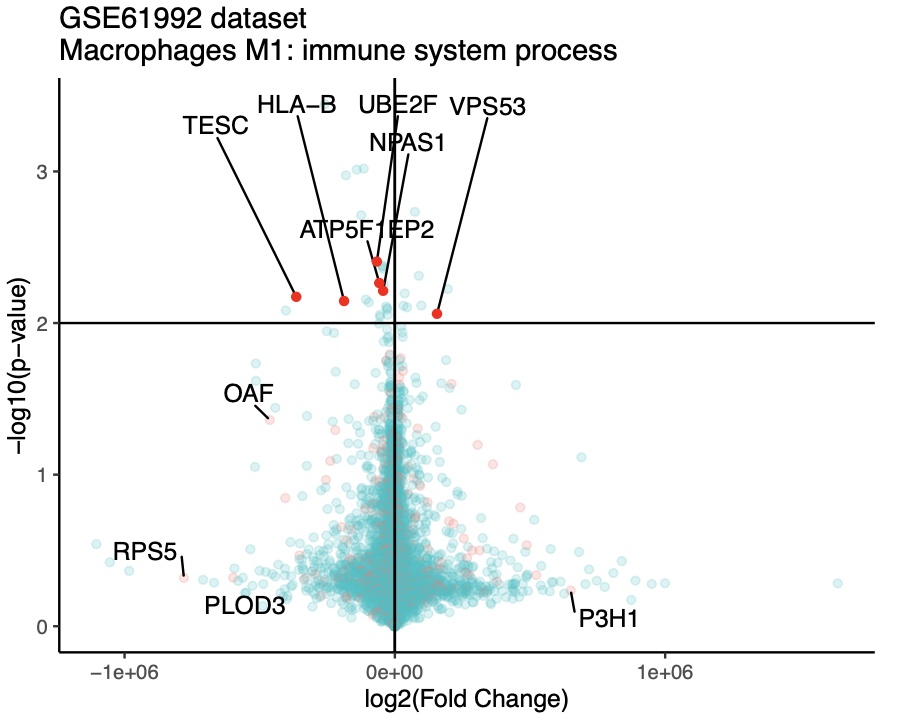 GSE61992 dataset
Macrophages M1: immune system process
HLA−B UBE2F VPS53
TESC
NPAS1
3
ATP5F1EP2
−log10(p−value)
2
OAF
1
RPS5
PLOD3
P3H1
0
−1e+06 0e+00 1e+06
log2(Fold Change)